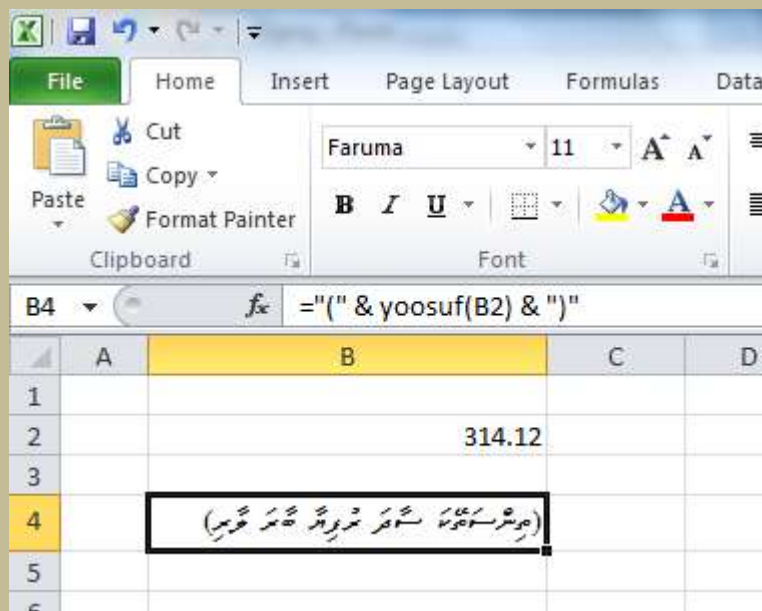 File Home Insert Page Layout Formulas Data
Cut
Copy
Paste
Format Painter
Clipboard
Faruma 11 A A
B I U A
Font
B4 fx ="(" & yoosuf(B2) & ")"
A B C D
1
2 314.12
3
4 (ތިންސަތޭކަ ސާދަ ރުފިޔާ ބާރަ ލާރި)
5
6